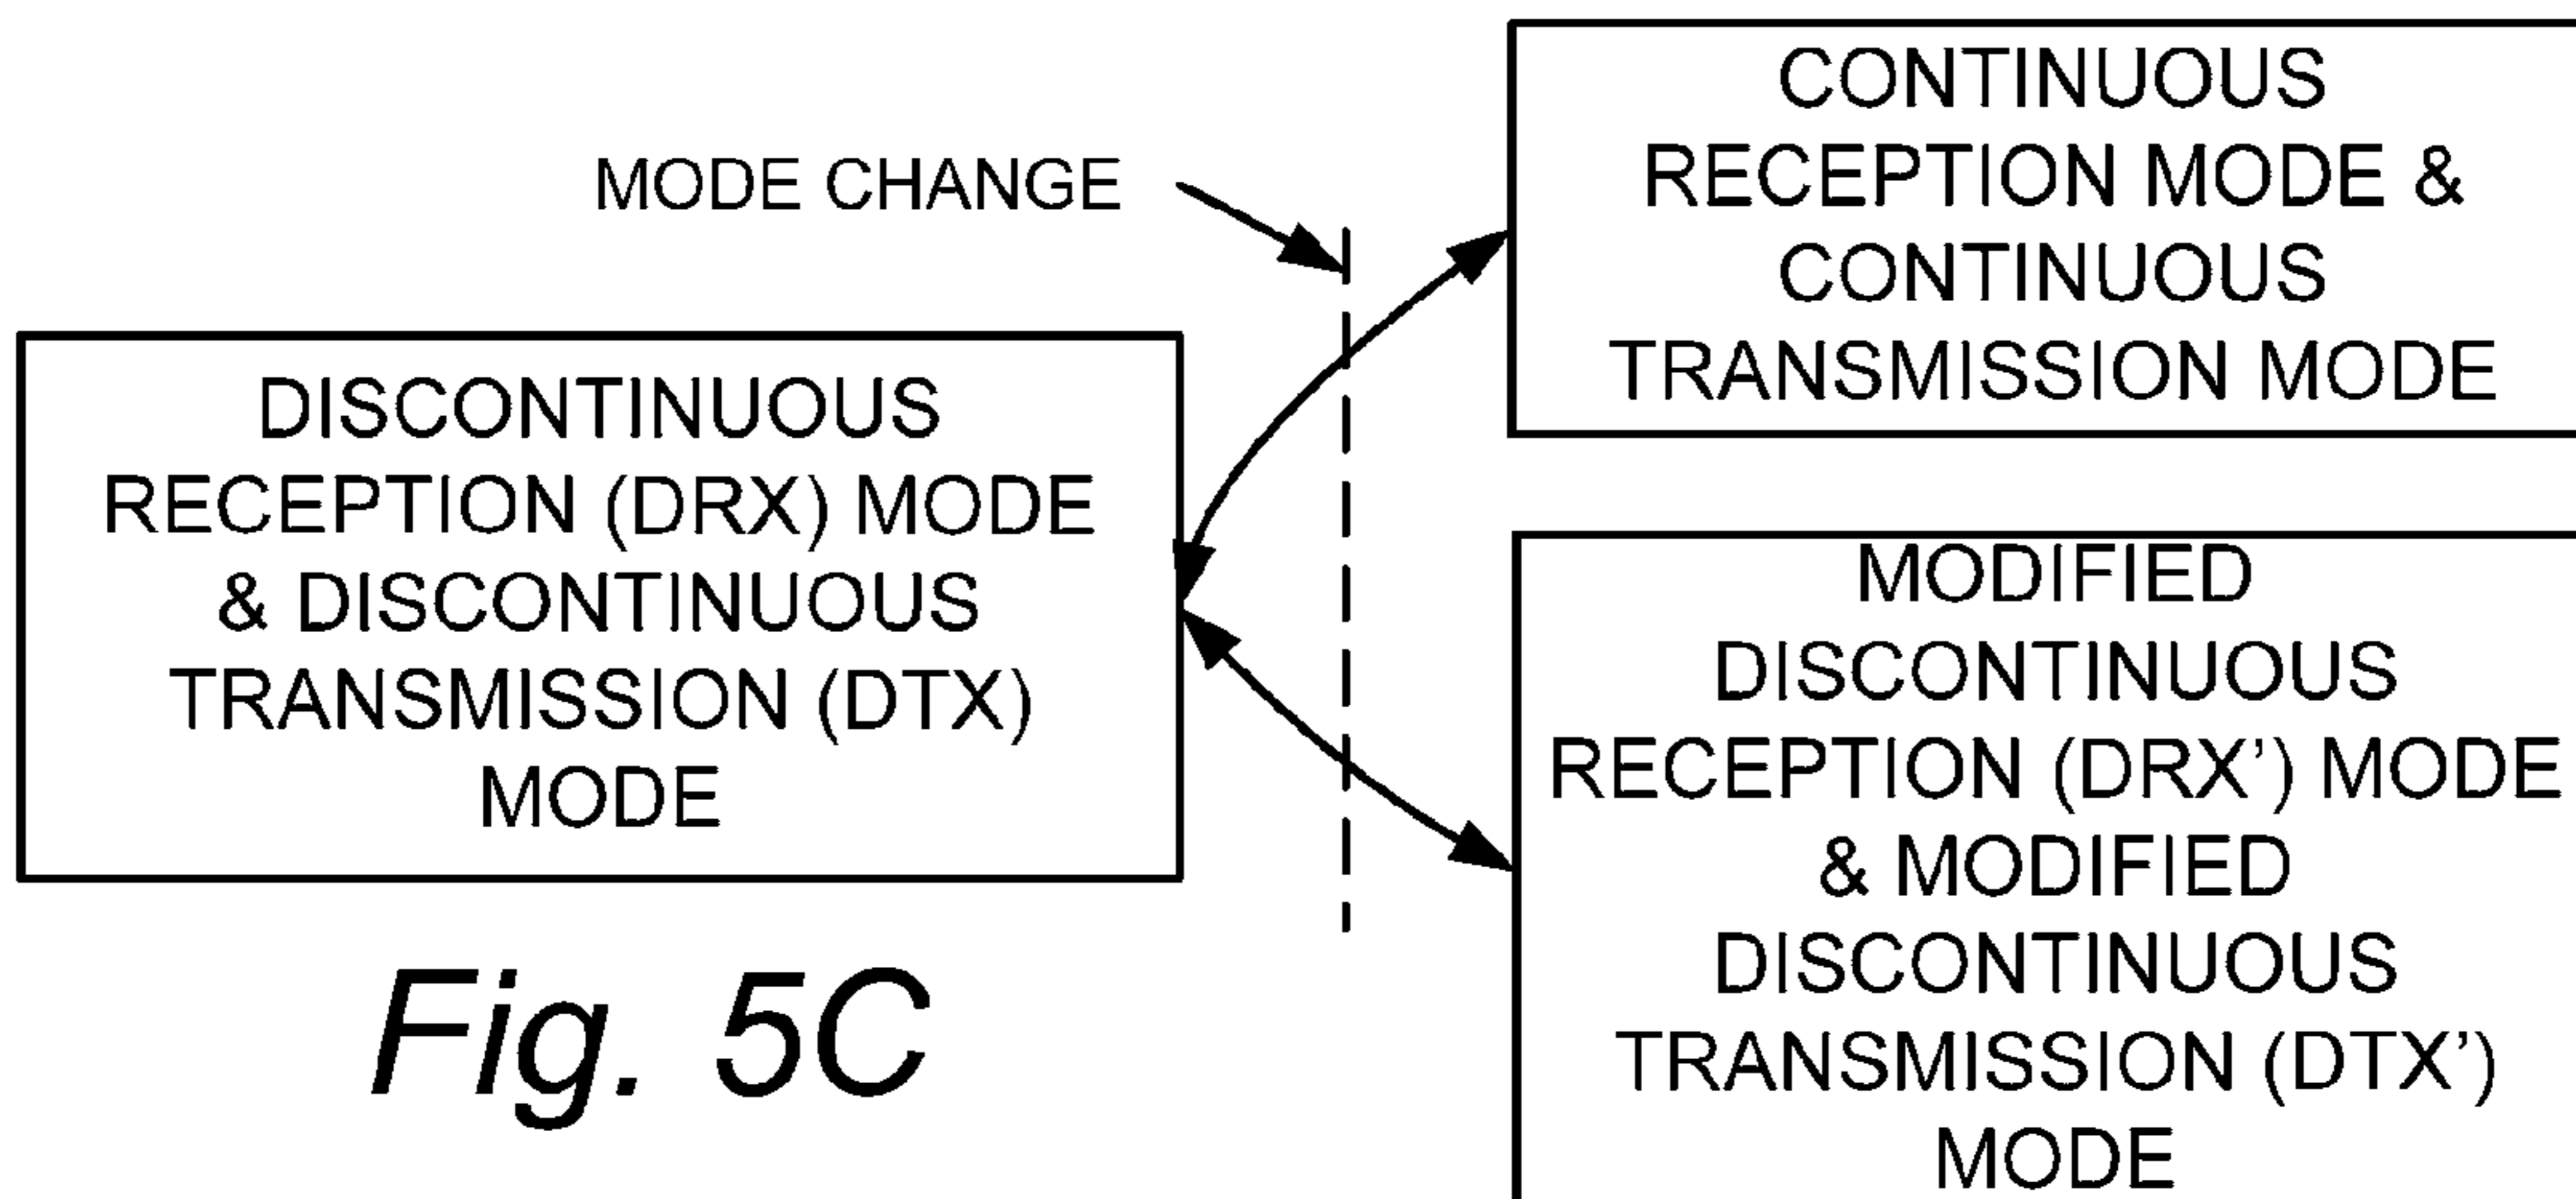 MODE CHANGE
DISCONTINUOUS
RECEPTION (DRX) MODE
& DISCONTINUOUS
TRANSMISSION (DTX)
MODE
CONTINUOUS
RECEPTION MODE &
CONTINUOUS
TRANSMISSION MODE
MODIFIED
DISCONTINUOUS
RECEPTION (DRX’) MODE
& MODIFIED
DISCONTINUOUS
TRANSMISSION (DTX’)
MODE
Fig. 5C